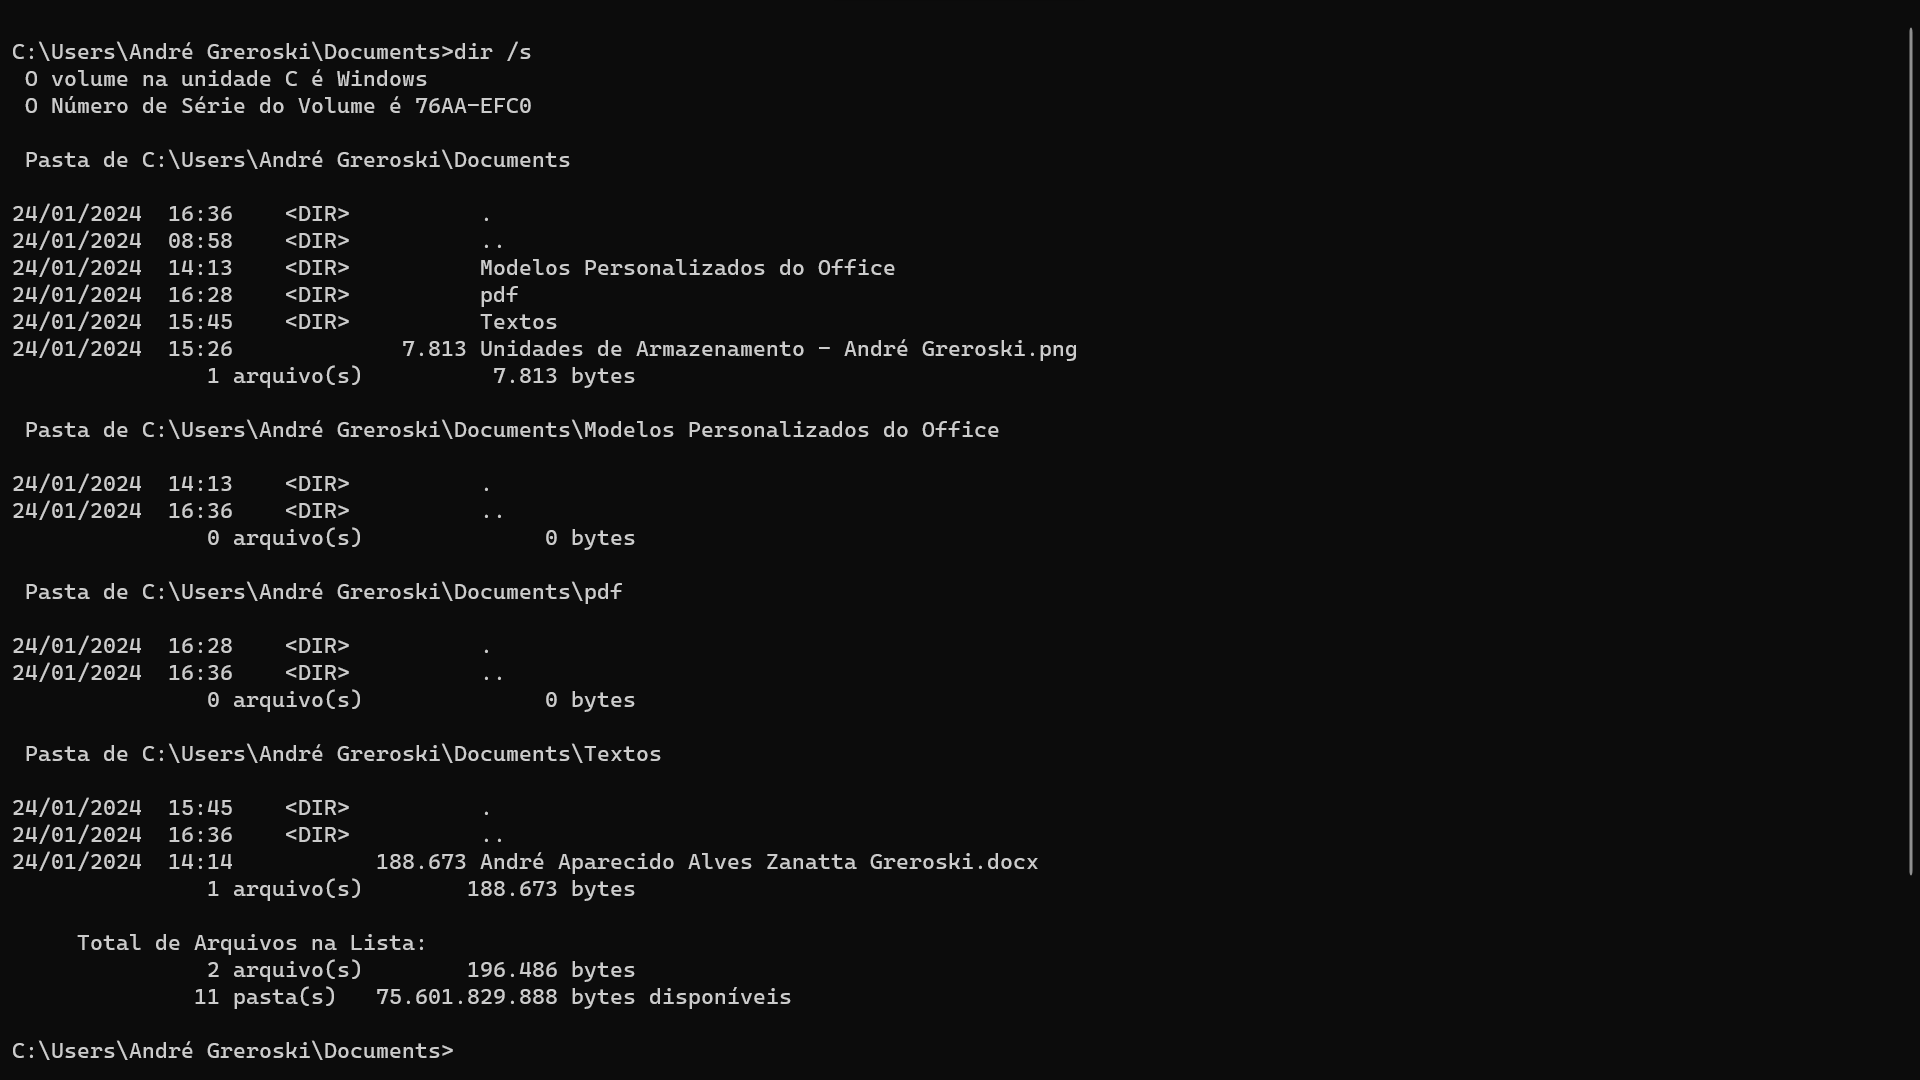 C:\Users\André Greroski\Documents>dir /s
 O volume na unidade C é Windows
 O Número de Série do Volume é 76AA-EFC0

 Pasta de C:\Users\André Greroski\Documents

24/01/2024  16:36    <DIR>          .
24/01/2024  08:58    <DIR>          ..
24/01/2024  14:13    <DIR>          Modelos Personalizados do Office
24/01/2024  16:28    <DIR>          pdf
24/01/2024  15:45    <DIR>          Textos
24/01/2024  15:26             7.813 Unidades de Armazenamento - André Greroski.png
               1 arquivo(s)          7.813 bytes

 Pasta de C:\Users\André Greroski\Documents\Modelos Personalizados do Office

24/01/2024  14:13    <DIR>          .
24/01/2024  16:36    <DIR>          ..
               0 arquivo(s)              0 bytes

 Pasta de C:\Users\André Greroski\Documents\pdf

24/01/2024  16:28    <DIR>          .
24/01/2024  16:36    <DIR>          ..
               0 arquivo(s)              0 bytes

 Pasta de C:\Users\André Greroski\Documents\Textos

24/01/2024  15:45    <DIR>          .
24/01/2024  16:36    <DIR>          ..
24/01/2024  14:14           188.673 André Aparecido Alves Zanatta Greroski.docx
               1 arquivo(s)        188.673 bytes

     Total de Arquivos na Lista:
               2 arquivo(s)        196.486 bytes
              11 pasta(s)   75.601.829.888 bytes disponíveis

C:\Users\André Greroski\Documents>